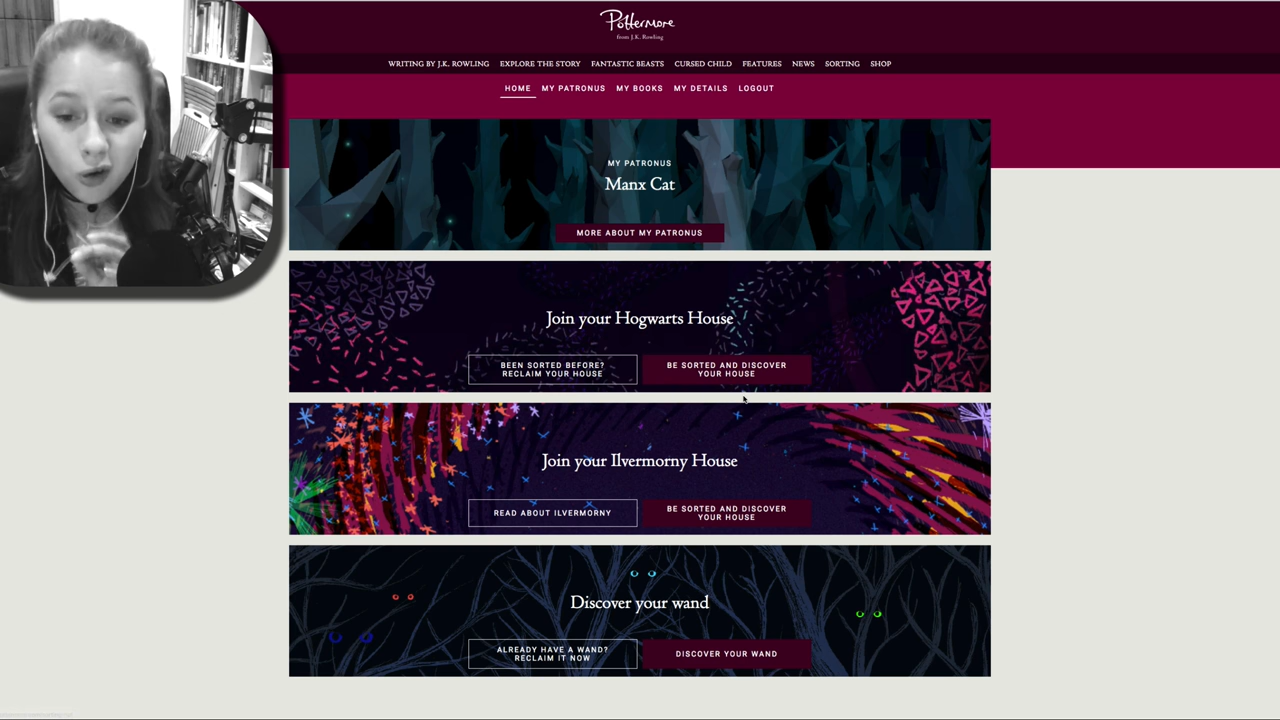 Pottermore
from J.K. Rowling
WRITING BY J.K. ROWLING EXPLORE THE STORY FANTASTIC BEASTS CURSED CHILD FEATURES NEWS SORTING SHOP
HOME MY PATRONUS MY BOOKS MY DETAILS LOGOUT
MY PATRONUS
Manx Cat
MORE ABOUT MY PATRONUS
Join your Hogwarts House
BEEN SORTED BEFORE?
RECLAIM YOUR HOUSE
BE SORTED AND DISCOVER
YOUR HOUSE
Join your Ilvermorny House
READ ABOUT ILVERMORNY
BE SORTED AND DISCOVER
YOUR HOUSE
Discover your wand
ALREADY HAVE A WAND?
RECLAIM IT NOW
DISCOVER YOUR WAND